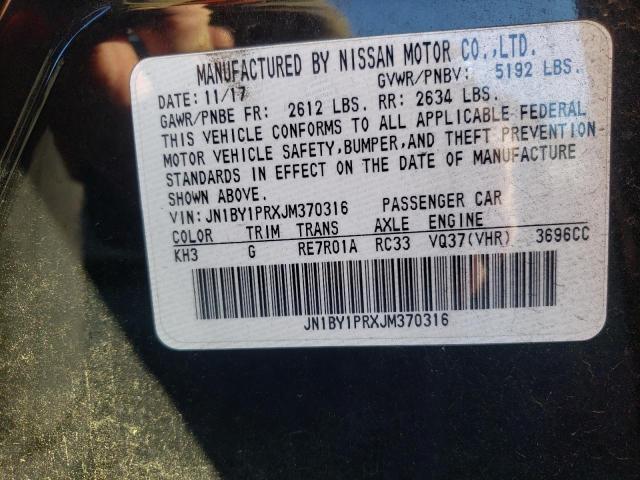 MANUFACTURED BY NISSAN MOTOR CO.,LTD.
DATE: 11/17 GVWR/PNBV: 5192 LBS.
GAWR/PNBE FR: 2612 LBS. RR: 2634 LBS.
THIS VEHICLE CONFORMS TO ALL APPLICABLE FEDERAL
MOTOR VEHICLE SAFETY,BUMPER,AND THEFT PREVENTION
STANDARDS IN EFFECT ON THE DATE OF MANUFACTURE
SHOWN ABOVE.
VIN: JN1BY1PRXJM370316 PASSENGER CAR
COLOR TRIM TRANS AXLE ENGINE
KH3 G RE7R01A RC33 VQ37(VHR) 3696CC
JN1BY1PRXJM370316